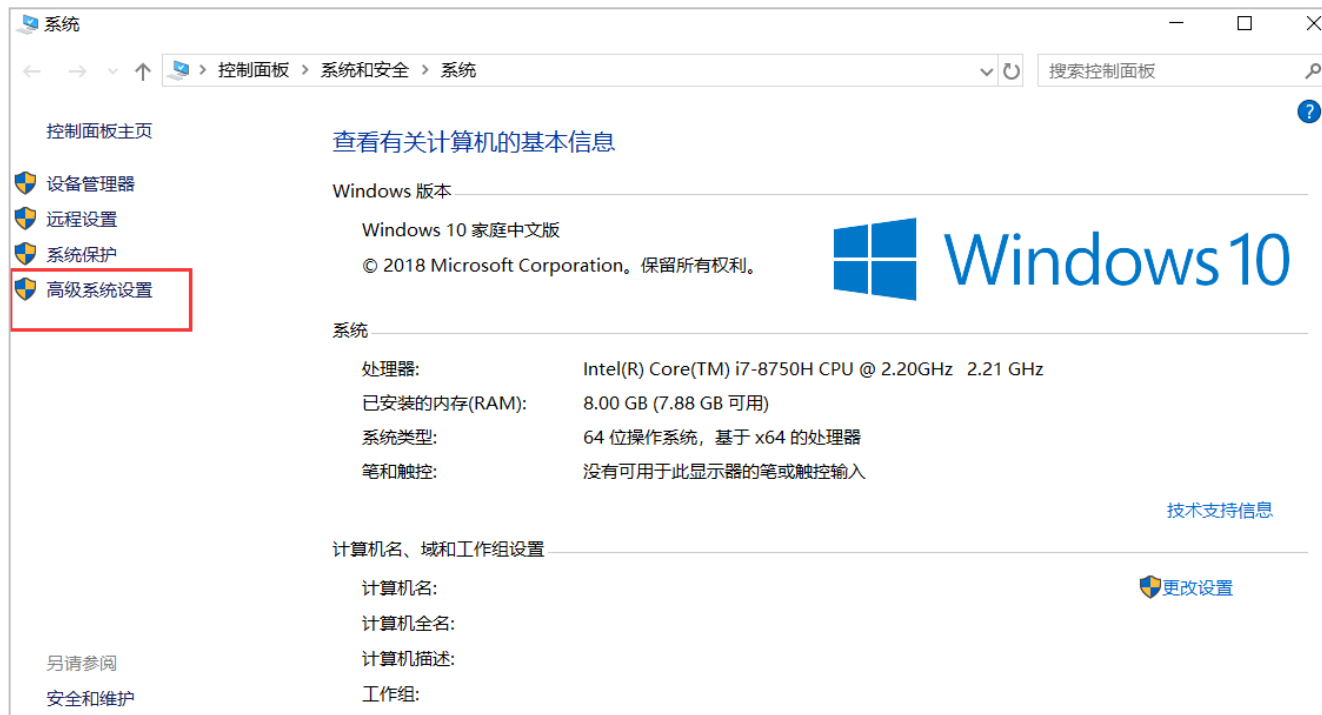 系统
控制面板 > 系统和安全 > 系统
搜索控制面板
控制面板主页
设备管理器
远程设置
系统保护
高级系统设置
另请参阅
安全和维护
查看有关计算机的基本信息
Windows 版本
Windows 10 家庭中文版
© 2018 Microsoft Corporation。保留所有权利。
Windows 10
系统
处理器: Intel(R) Core(TM) i7-8750H CPU @ 2.20GHz 2.21 GHz
已安装的内存(RAM): 8.00 GB (7.88 GB 可用)
系统类型: 64 位操作系统，基于 x64 的处理器
笔和触控: 没有可用于此显示器的笔或触控输入
技术支持信息
计算机名、域和工作组设置
计算机名:
更改设置
计算机全名:
计算机描述:
工作组: